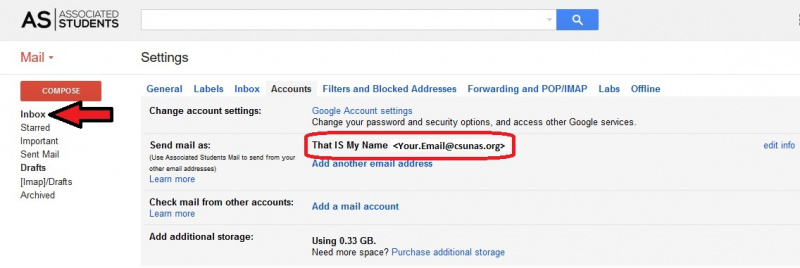 AS ASSOCIATED
STUDENTS
Mail
Settings
COMPOSE
Inbox
Starred
Important
Sent Mail
Drafts
[Imap]/Drafts
Archived
General Labels Inbox Accounts Filters and Blocked Addresses Forwarding and POP/IMAP Labs Offline
Change account settings:
Google Account settings
Change your password and security options, and access other Google services.
Send mail as:
(Use Associated Students Mail to send from your
other email addresses)
Learn more
That IS My Name <Your.Email@csunas.org>
edit info
Add another email address
Check mail from other accounts:
Learn more
Add a mail account
Add additional storage:
Using 0.33 GB.
Need more space? Purchase additional storage